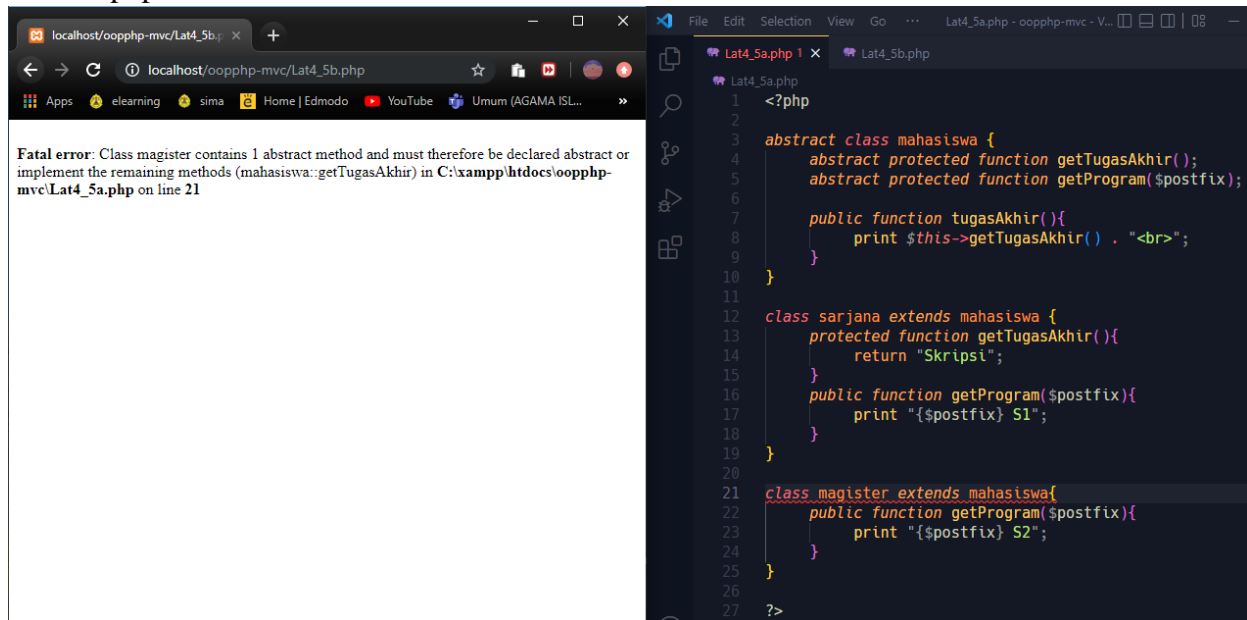 localhost/oopphp-mvc/Lat4_5b.p
localhost/oopphp-mvc/Lat4_5b.php
Apps elearning sima Home | Edmodo YouTube Umum (AGAMA ISL... »
Fatal error: Class magister contains 1 abstract method and must therefore be declared abstract or
implement the remaining methods (mahasiswa::getTugasAkhir) in C:\xampp\htdocs\oopphp-
mvc\Lat4_5a.php on line 21
File Edit Selection View Go ··· Lat4_5a.php - oopphp-mvc - V...
Lat4_5a.php 1 Lat4_5b.php
Lat4_5a.php
1 <?php
2
3 abstract class mahasiswa {
4 abstract protected function getTugasAkhir();
5 abstract protected function getProgram($postfix);
6
7 public function tugasAkhir(){
8 print $this->getTugasAkhir() . "<br>";
9 }
10 }
11
12 class sarjana extends mahasiswa {
13 protected function getTugasAkhir(){
14 return "Skripsi";
15 }
16 public function getProgram($postfix){
17 print "{$postfix} S1";
18 }
19 }
20
21 class magister extends mahasiswa{
22 public function getProgram($postfix){
23 print "{$postfix} S2";
24 }
25 }
26
27 ?>